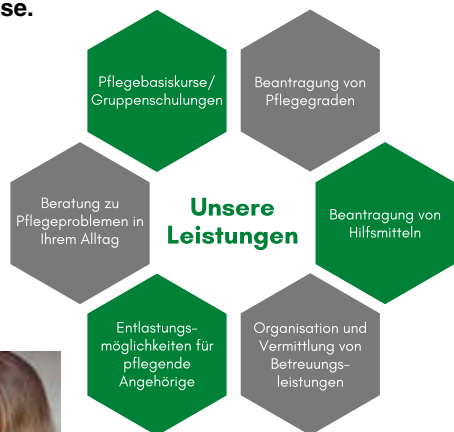 se.
Pflegebasiskurse/
Gruppenschulungen
Beantragung von
Pflegegraden
Beratung zu
Pflegeproblemen in
Ihrem Alltag
Unsere
Leistungen
Beantragung von
Hilfsmitteln
Entlastungs-
möglichkeiten für
pflegende
Angehörige
Organisation und
Vermittlung von
Betreuungs-
leistungen